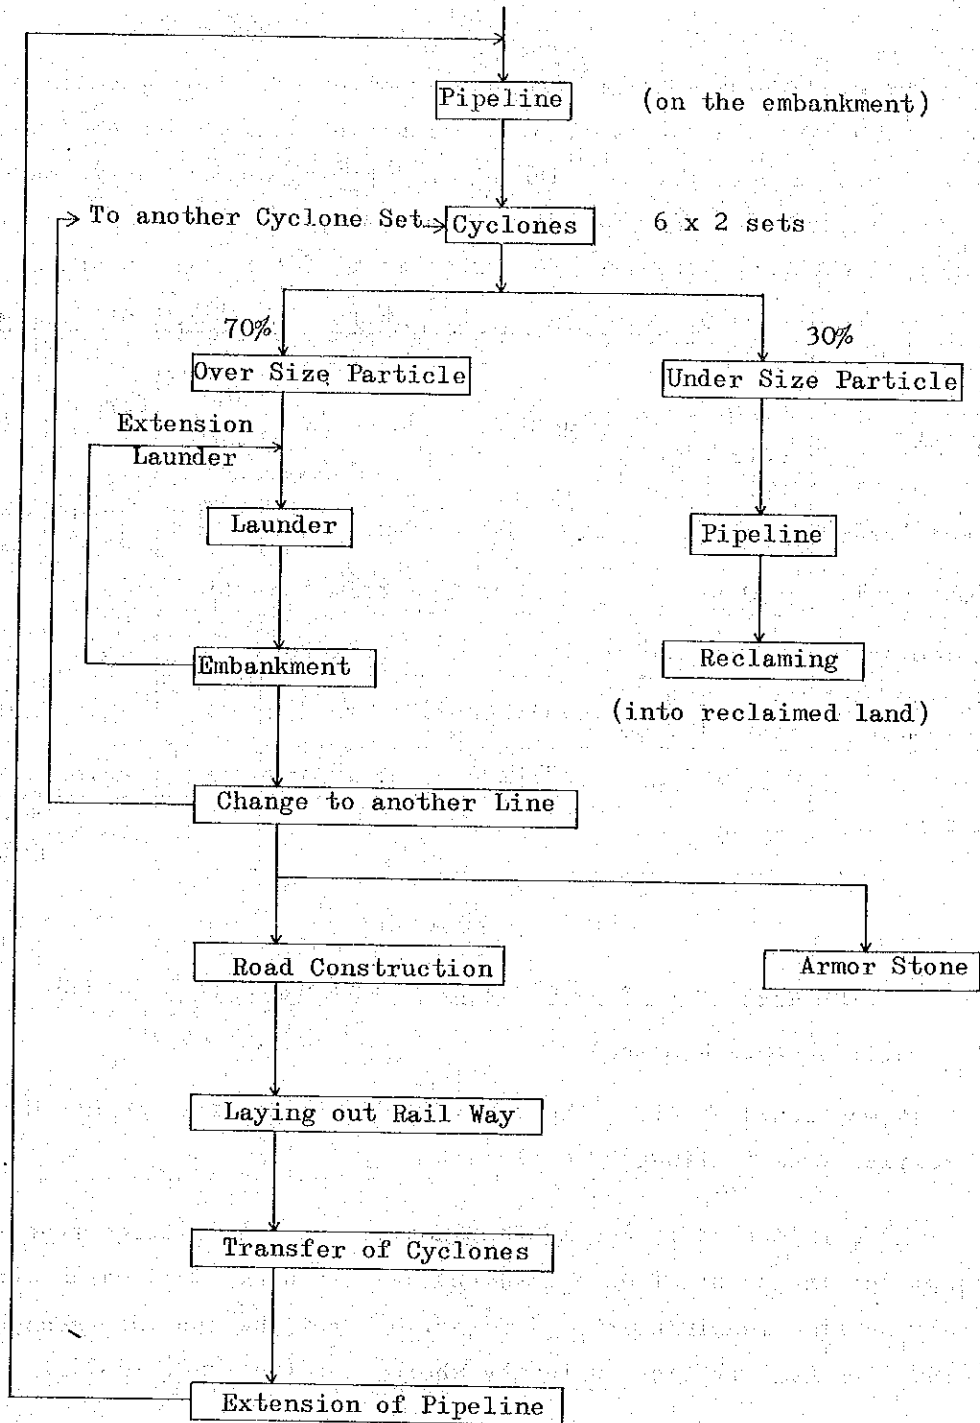 Pipeline (on the embankment)
To another Cyclone Set Cyclones 6 x 2 sets
70% 30%
Over Size Particle Under Size Particle
Extension
Launder
Launder Pipeline
Embankment Reclaming
(into reclaimed land)
Change to another Line
Road Construction Armor Stone
Laying out Rail Way
Transfer of Cyclones
Extension of Pipeline